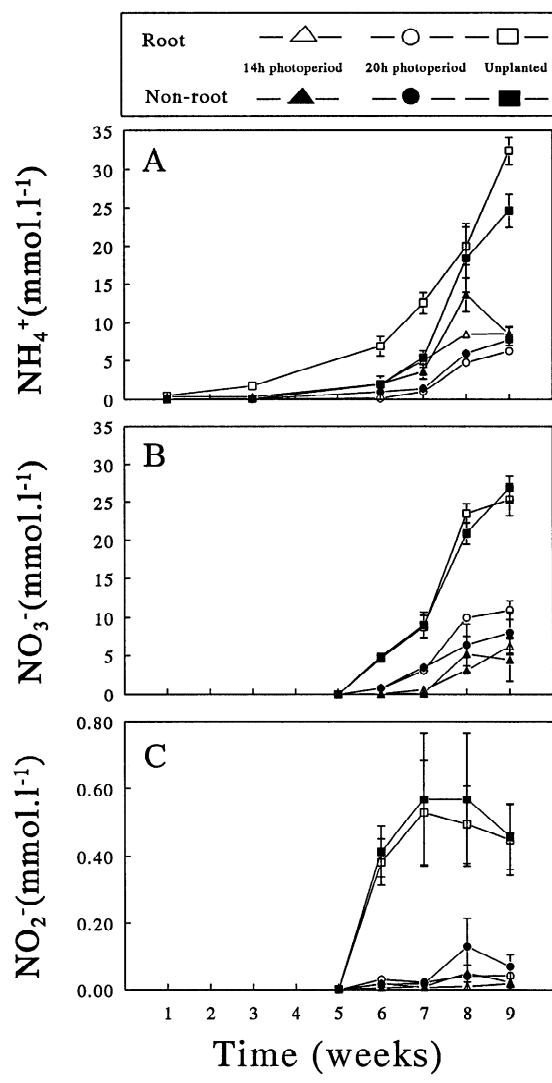 Root
14h photoperiod 20h photoperiod Unplanted
Non-root
A
NH₄⁺(mmol.l⁻¹)
35
30
25
20
15
10
5
0
B
NO₃⁻(mmol.l⁻¹)
35
30
25
20
15
10
5
0
C
NO₂⁻(mmol.l⁻¹)
0.80
0.60
0.40
0.20
0.00
1 2 3 4 5 6 7 8 9
Time (weeks)